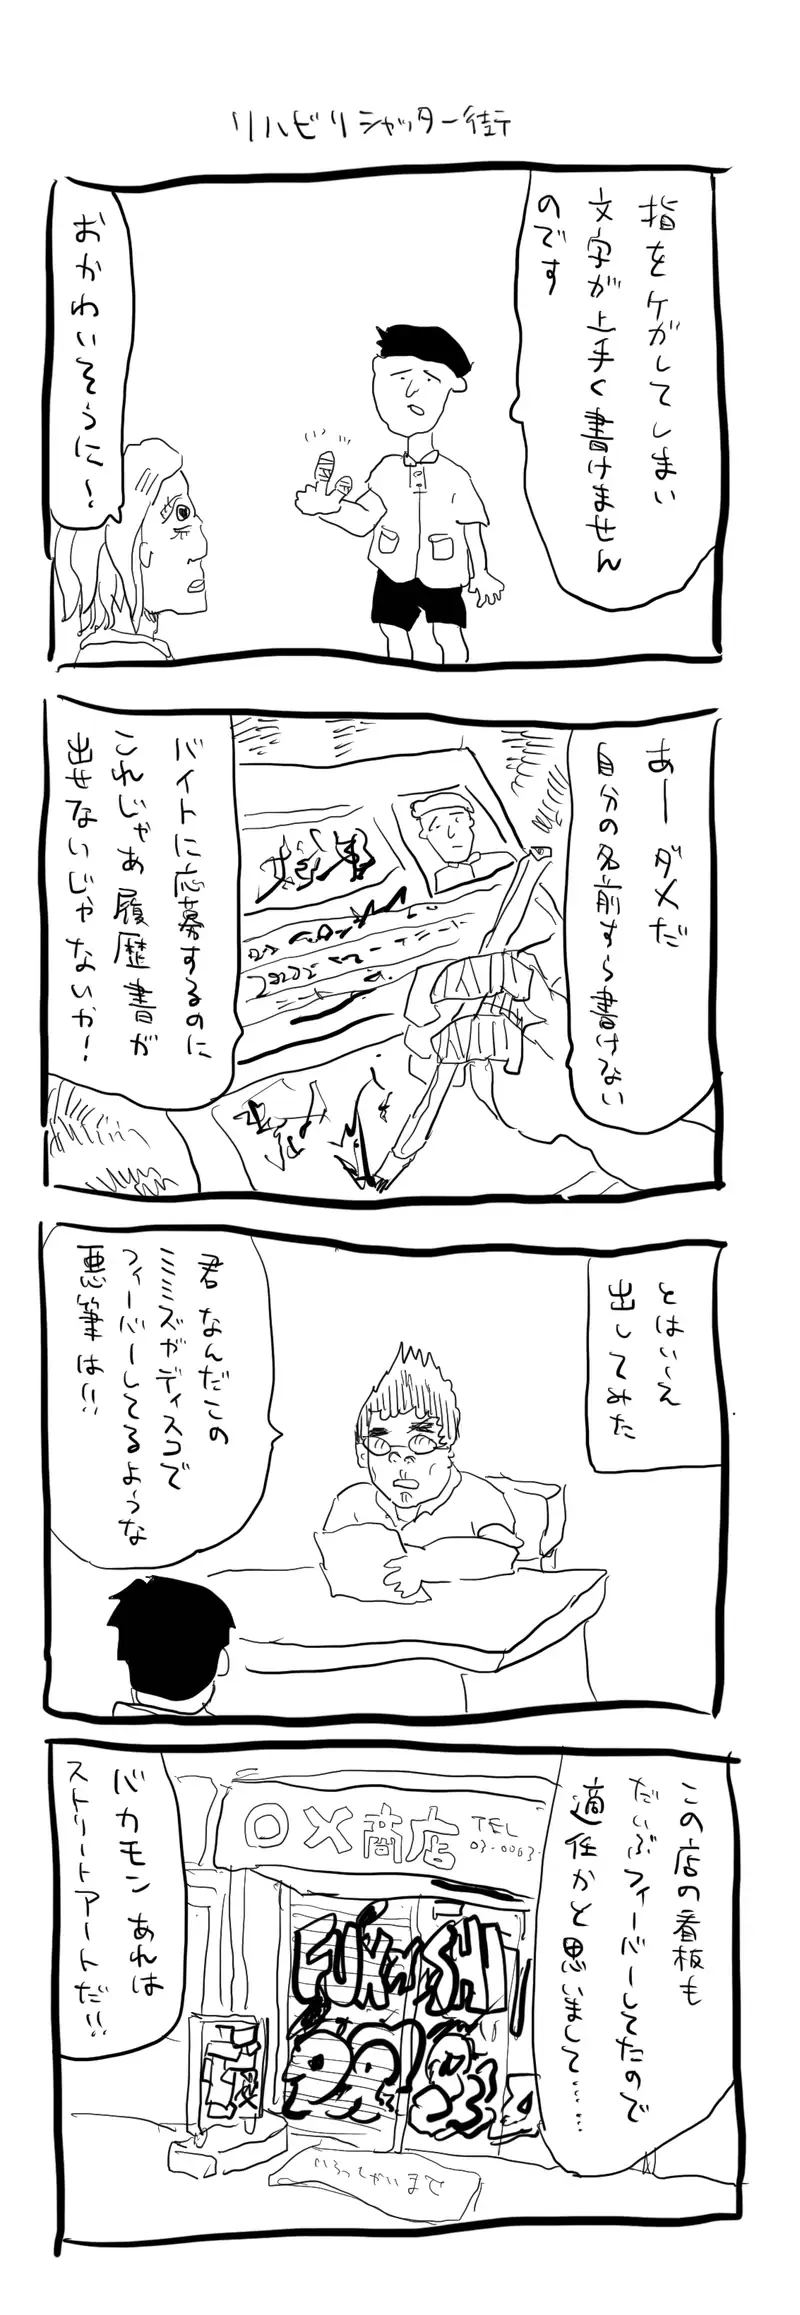 リハビリシャッター街
指をケガしてしまい
文字が上手く書けません
のです
おかわいそうに!
あーダメだ
自分の名前すら書けない
バイトに応募するのに
これじゃあ履歴書が
出せないじゃないか!
とはいえ
出してみた
君なんだこの
ミミズがディスコで
フィーバーしてるような
悪筆は!!
この店の看板も
だいぶフィーバーしてたので
適任かと思いまして……
〇×商店
TEL
03-0063-
いらっしゃいませ
バカモンあれは
ストリートアートだ!!